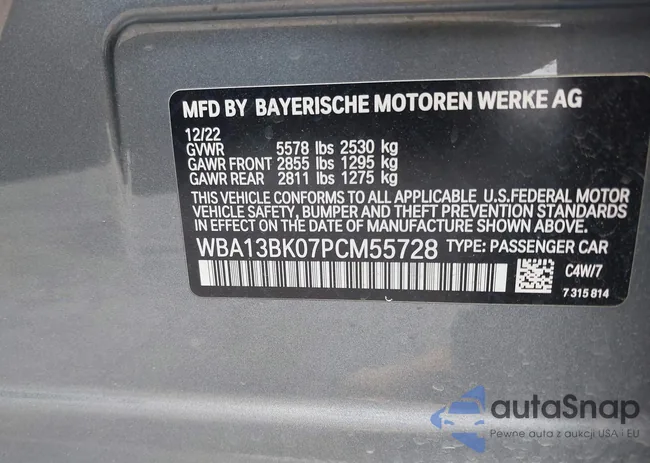 MFD BY BAYERISCHE MOTOREN WERKE AG
12/22
GVWR 5578 lbs 2530 kg
GAWR FRONT 2855 lbs 1295 kg
GAWR REAR 2811 lbs 1275 kg
THIS VEHICLE CONFORMS TO ALL APPLICABLE U.S.FEDERAL MOTOR
VEHICLE SAFETY, BUMPER AND THEFT PREVENTION STANDARDS
IN EFFECT ON THE DATE OF MANUFACTURE SHOWN ABOVE.
WBA13BK07PCM55728 TYPE: PASSENGER CAR
C4W/7
7 315 814
autaSnap
Pewne auta z aukcji USA i EU